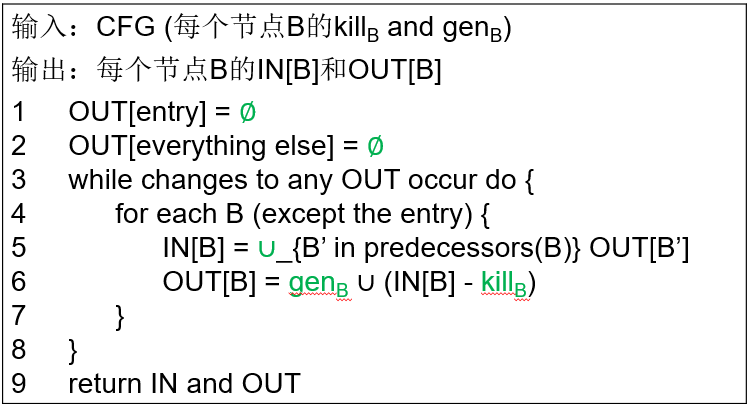 输入：CFG (每个节点B的killB and genB)
输出：每个节点B的IN[B]和OUT[B]
1 OUT[entry] = ∅
2 OUT[everything else] = ∅
3 while changes to any OUT occur do {
4 for each B (except the entry) {
5 IN[B] = ∪_{B’ in predecessors(B)} OUT[B’]
6 OUT[B] = genB ∪ (IN[B] - killB)
7 }
8 }
9 return IN and OUT